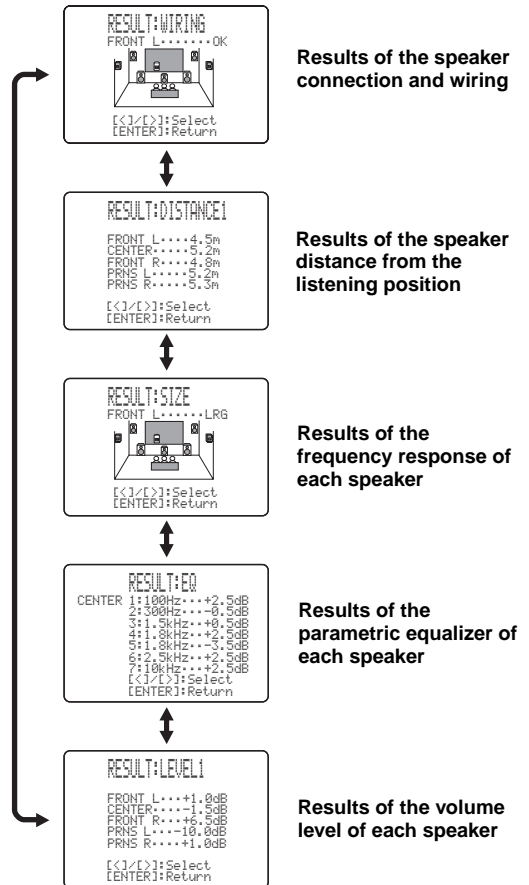 RESULT:WIRING
FRONT L·······OK
[<]/[>]:Select
[ENTER]:Return
Results of the speaker
connection and wiring
RESULT:DISTANCE1
FRONT L····4.5m
CENTER·····5.2m
FRONT R····4.8m
PRNS L·····5.2m
PRNS R·····5.3m
[<]/[>]:Select
[ENTER]:Return
Results of the speaker
distance from the
listening position
RESULT:SIZE
FRONT L······LRG
[<]/[>]:Select
[ENTER]:Return
Results of the
frequency response of
each speaker
RESULT:EQ
CENTER 1:100Hz···+2.5dB
2:300Hz···-0.5dB
3:1.5kHz··+0.5dB
4:1.8kHz··+2.5dB
5:1.8kHz··-3.5dB
6:2.5kHz··+2.5dB
7:10kHz···+2.5dB
[<]/[>]:Select
[ENTER]:Return
Results of the
parametric equalizer of
each speaker
RESULT:LEVEL1
FRONT L···+1.0dB
CENTER····-1.5dB
FRONT R···+6.5dB
PRNS L···-10.0dB
PRNS R····+1.0dB
[<]/[>]:Select
[ENTER]:Return
Results of the volume
level of each speaker